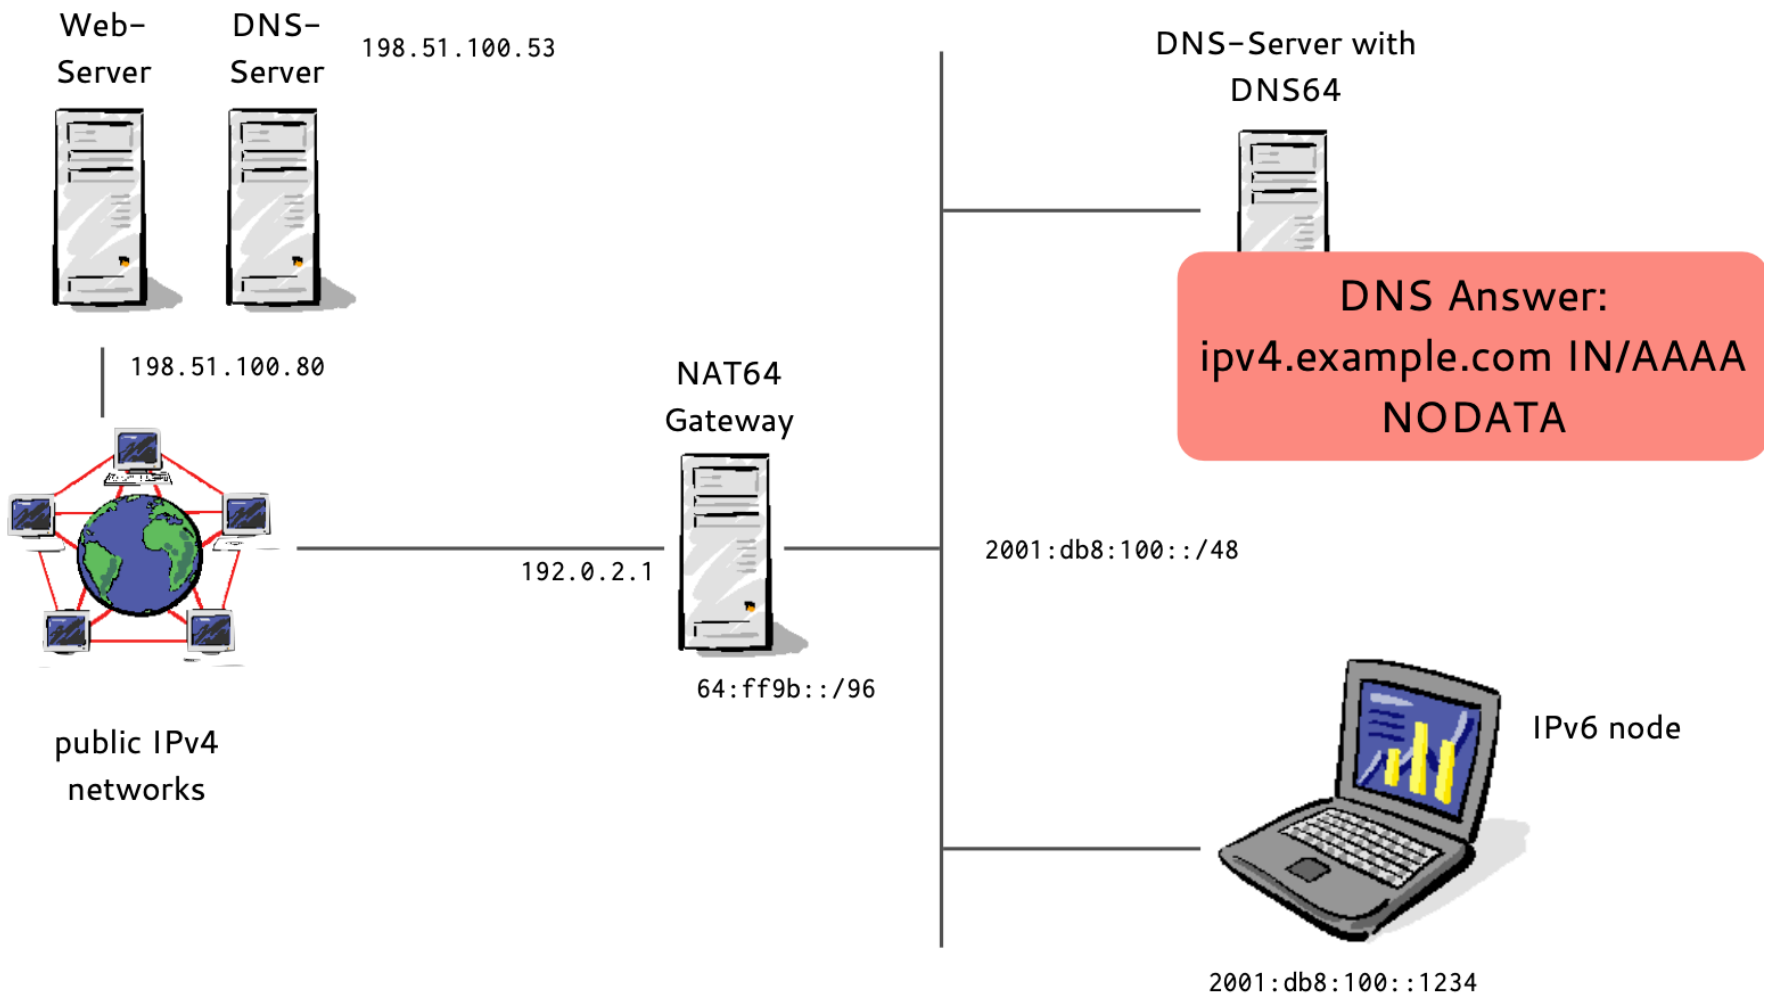 Web-
Server
DNS-
Server
198.51.100.53
DNS-Server with
DNS64
DNS Answer:
ipv4.example.com IN/AAAA
NODATA
198.51.100.80
NAT64
Gateway
192.0.2.1
2001:db8:100::/48
64:ff9b::/96
public IPv4
networks
IPv6 node
2001:db8:100::1234